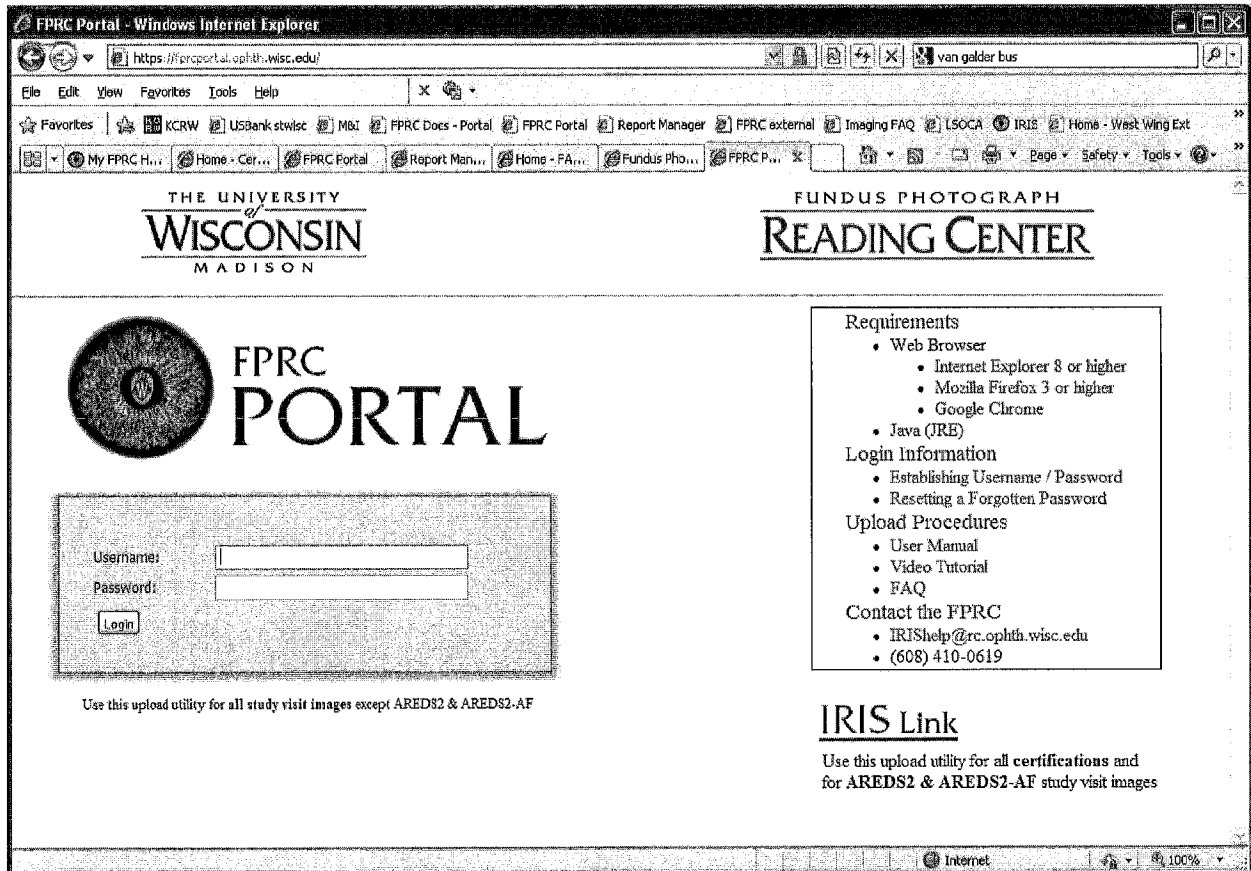 FPRC Portal - Windows Internet Explorer
https://fprcportal.ophth.wisc.edu/
van galder bus
File Edit View Favorites Tools Help
Favorites KCRW USBank stwisc M&I FPRC Docs - Portal FPRC Portal Report Manager FPRC external Imaging FAQ LSOCA IRIS Home - West Wing Ext
My FPRC H... Home - Cer... FPRC Portal Report Man... Home - FA... Fundus Pho... FPRC P... Page Safety Tools
THE UNIVERSITY
of
WISCONSIN
MADISON
FUNDUS PHOTOGRAPH
READING CENTER
FPRC
PORTAL
Username:
Password:
Login
Use this upload utility for all study visit images except AREDS2 & AREDS2-AF
Requirements
• Web Browser
• Internet Explorer 8 or higher
• Mozilla Firefox 3 or higher
• Google Chrome
• Java (JRE)
Login Information
• Establishing Username / Password
• Resetting a Forgotten Password
Upload Procedures
• User Manual
• Video Tutorial
• FAQ
Contact the FPRC
• IRIShelp@rc.ophth.wisc.edu
• (608) 410-0619
IRIS Link
Use this upload utility for all certifications and
for AREDS2 & AREDS2-AF study visit images
Internet
100%